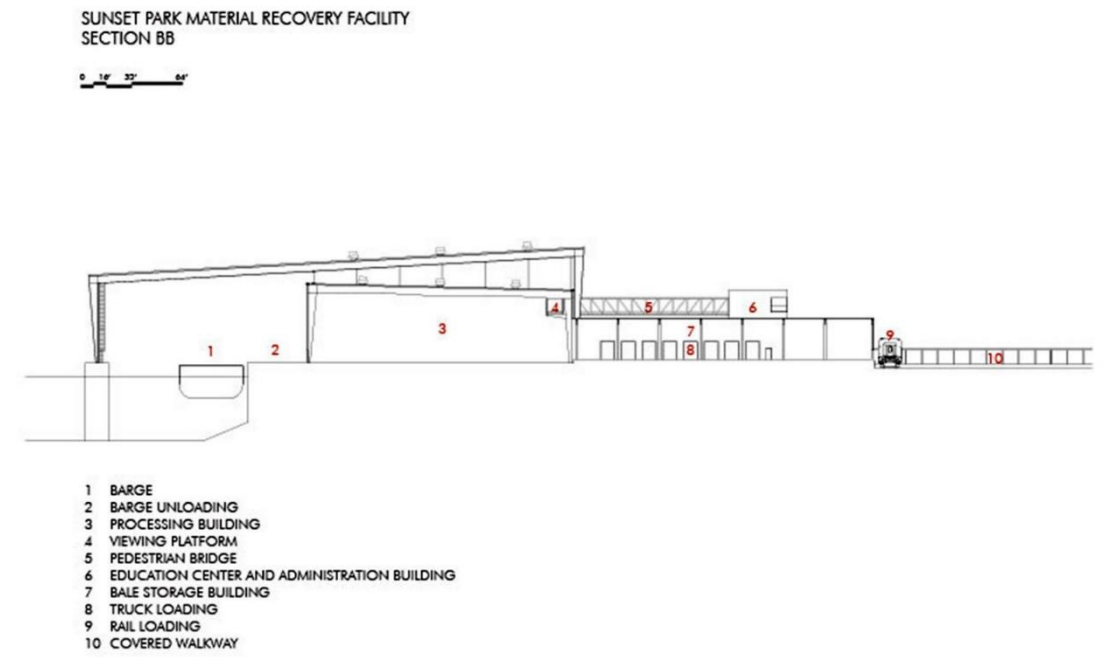 SUNSET PARK MATERIAL RECOVERY FACILITY
SECTION BB
0 16' 32' 64'
4 5 6
1 2 3 7 8 9 10
1 BARGE
2 BARGE UNLOADING
3 PROCESSING BUILDING
4 VIEWING PLATFORM
5 PEDESTRIAN BRIDGE
6 EDUCATION CENTER AND ADMINISTRATION BUILDING
7 BALE STORAGE BUILDING
8 TRUCK LOADING
9 RAIL LOADING
10 COVERED WALKWAY